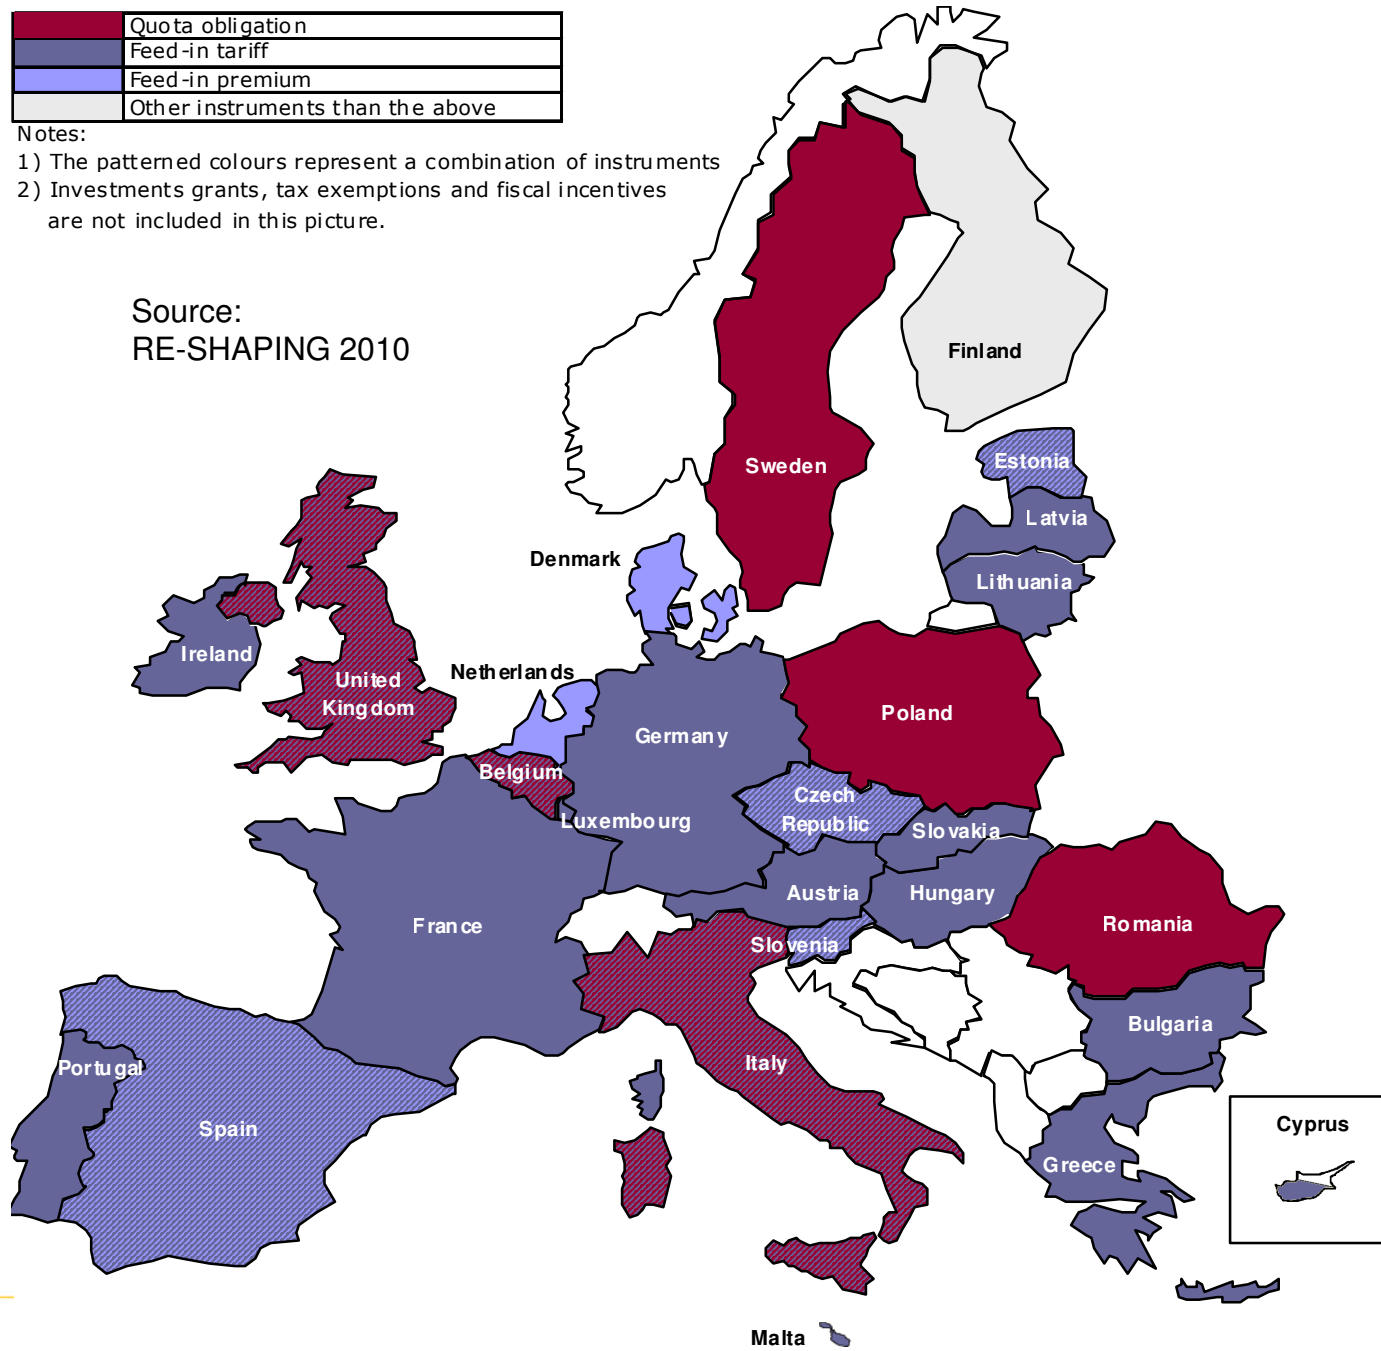 Quota obligation
Feed-in tariff
Feed-in premium
Other instruments than the above
Notes:
1) The patterned colours represent a combination of instruments
2) Investments grants, tax exemptions and fiscal incentives
are not included in this picture.
Source:
RE-SHAPING 2010
Finland
Estonia
Sweden
Latvia
Denmark
Lithuania
Ireland
Netherlands
United
Kingdom
Poland
Germany
Belgium
Czech
Republic
Luxembourg
Slovakia
Austria
Hungary
France
Romania
Slovenia
Bulgaria
Italy
Portugal
Spain
Cyprus
Greece
Malta